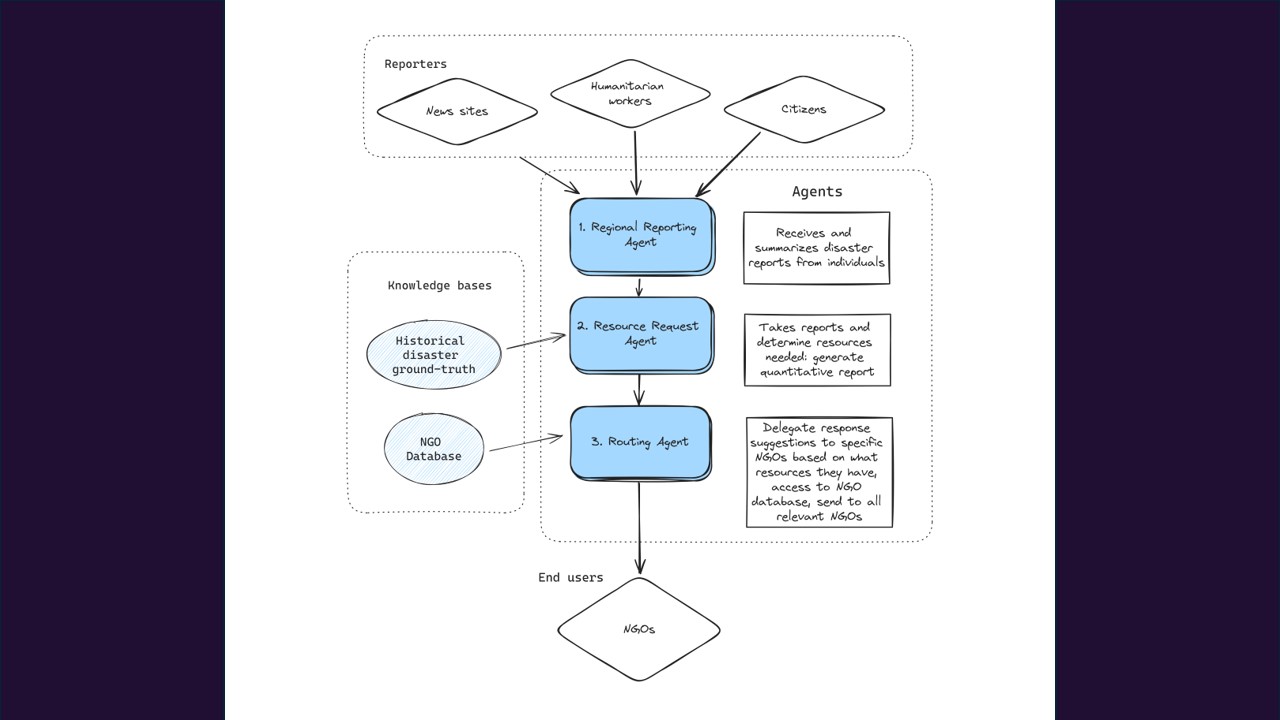 Reporters
News sites
Humanitarian
workers
Citizens
Agents
1. Regional Reporting
Agent
Receives and
summarizes disaster
reports from individuals
Knowledge bases
Historical
disaster
ground-truth
2. Resource Request
Agent
Takes reports and
determine resources
needed; generate
quantitative report
NGO
Database
3. Routing Agent
Delegate response
suggestions to specific
NGOs based on what
resources they have,
access to NGO
database, send to all
relevant NGOs
End users
NGOs